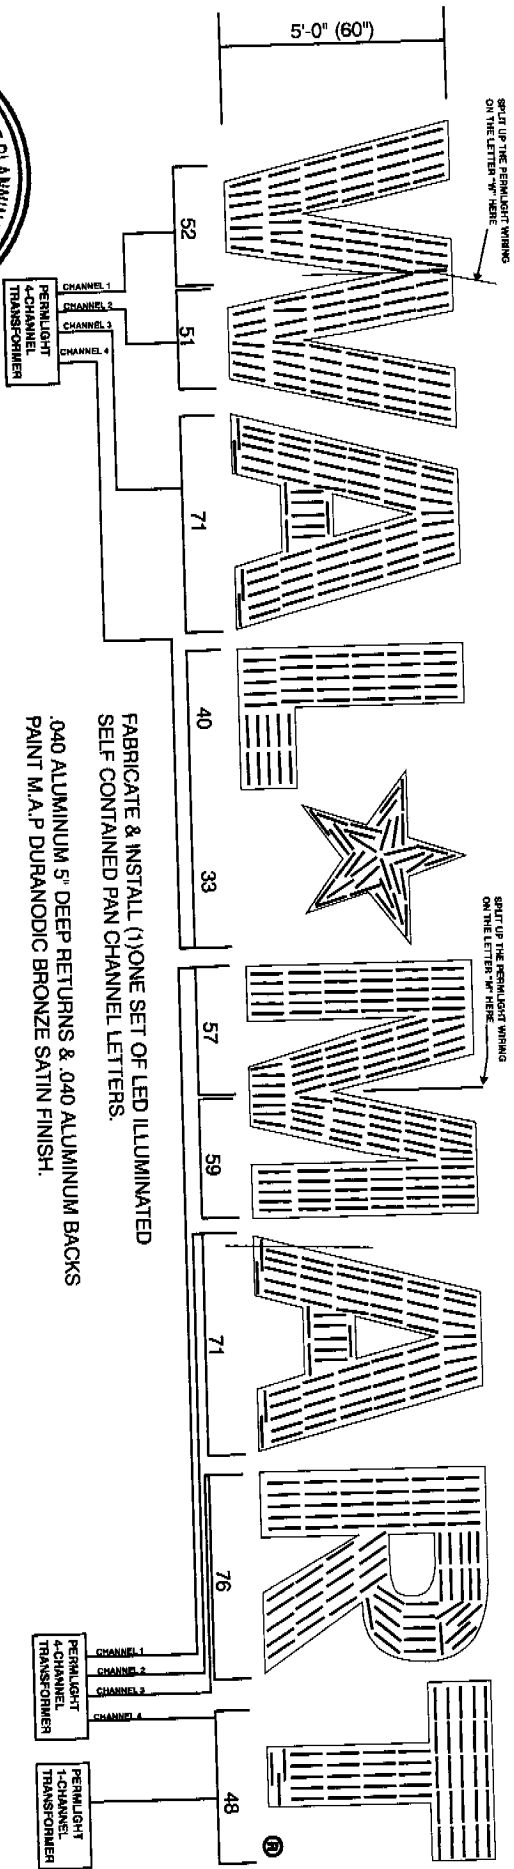 5'-0" (60")
SPLIT UP THE PERMLIGHT WIRING
ON THE LETTER "W" HERE
SPLIT UP THE PERMLIGHT WIRING
ON THE LETTER "M" HERE
WAL★MART ®
52
51
71
40
33
57
59
71
76
48
CHANNEL 1
CHANNEL 2
CHANNEL 3
CHANNEL 4
PERMLIGHT
4-CHANNEL
TRANSFORMER
FABRICATE & INSTALL (1)ONE SET OF LED ILLUMINATED
SELF CONTAINED PAN CHANNEL LETTERS.
.040 ALUMINUM 5" DEEP RETURNS & .040 ALUMINUM BACKS
PAINT M.A.P DURANODIC BRONZE SATIN FINISH.
CHANNEL 1
CHANNEL 2
CHANNEL 3
CHANNEL 4
PERMLIGHT
4-CHANNEL
TRANSFORMER
PERMLIGHT
1-CHANNEL
TRANSFORMER